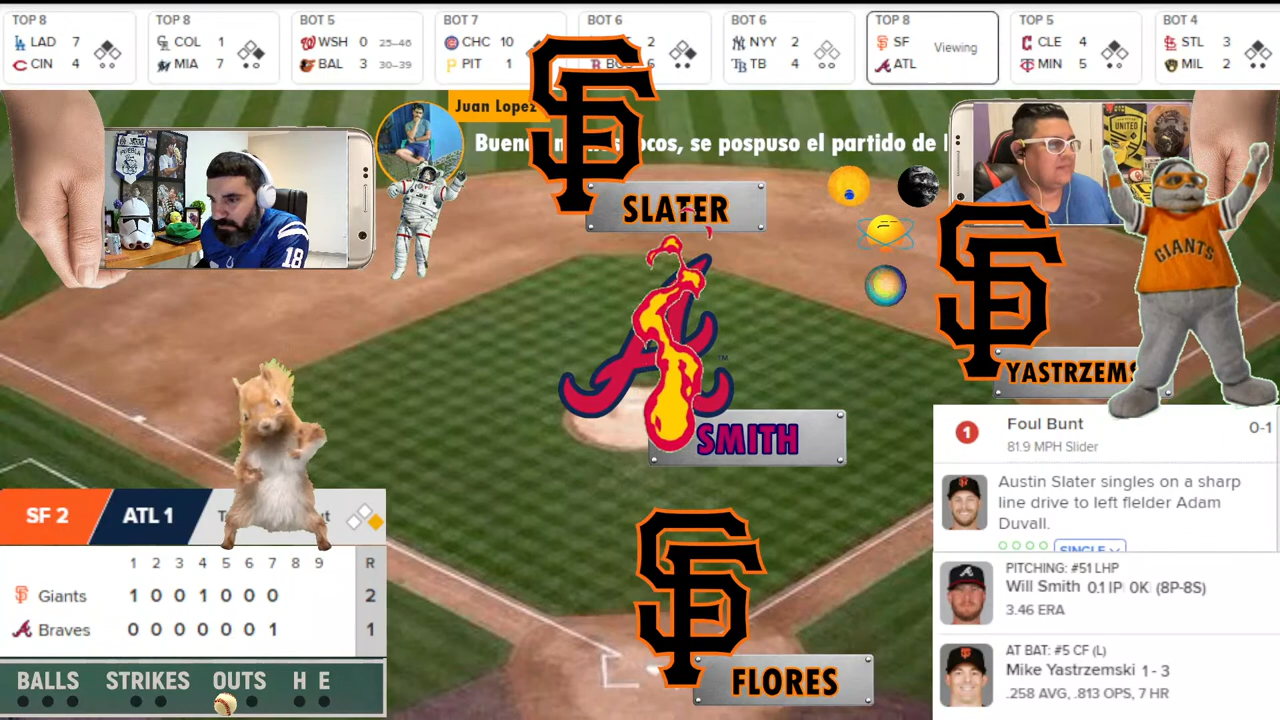 TOP 8
LAD 7
CIN 4
TOP 8
COL 1
MIA 7
BOT 5
WSH 0 25-46
BAL 3 30-39
BOT 7
CHC 10
PIT 1
BOT 6
2
6
BOT 6
NYY 2
TB 4
TOP 8
SF
ATL
Viewing
TOP 5
CLE 4
MIN 5
BOT 4
STL 3
MIL 2
Juan Lopez
se pospuso el partido de
SLATER
SMITH
FLORES
YASTRZEMS
GIANTS
UNITED
PUEBLA
18
1 Foul Bunt 0-1
81.9 MPH Slider
Austin Slater singles on a sharp
line drive to left fielder Adam
Duvall.
SINGLE
PITCHING: #51 LHP
Will Smith 0.1 IP 0K (8P-8S)
3.46 ERA
AT BAT: #5 CF (L)
Mike Yastrzemski 1 - 3
.258 AVG, .813 OPS, 7 HR
SF 2 ATL 1
1 2 3 4 5 6 7 8 9 R
Giants 1 0 0 1 0 0 0 2
Braves 0 0 0 0 0 0 1 1
BALLS STRIKES OUTS H E